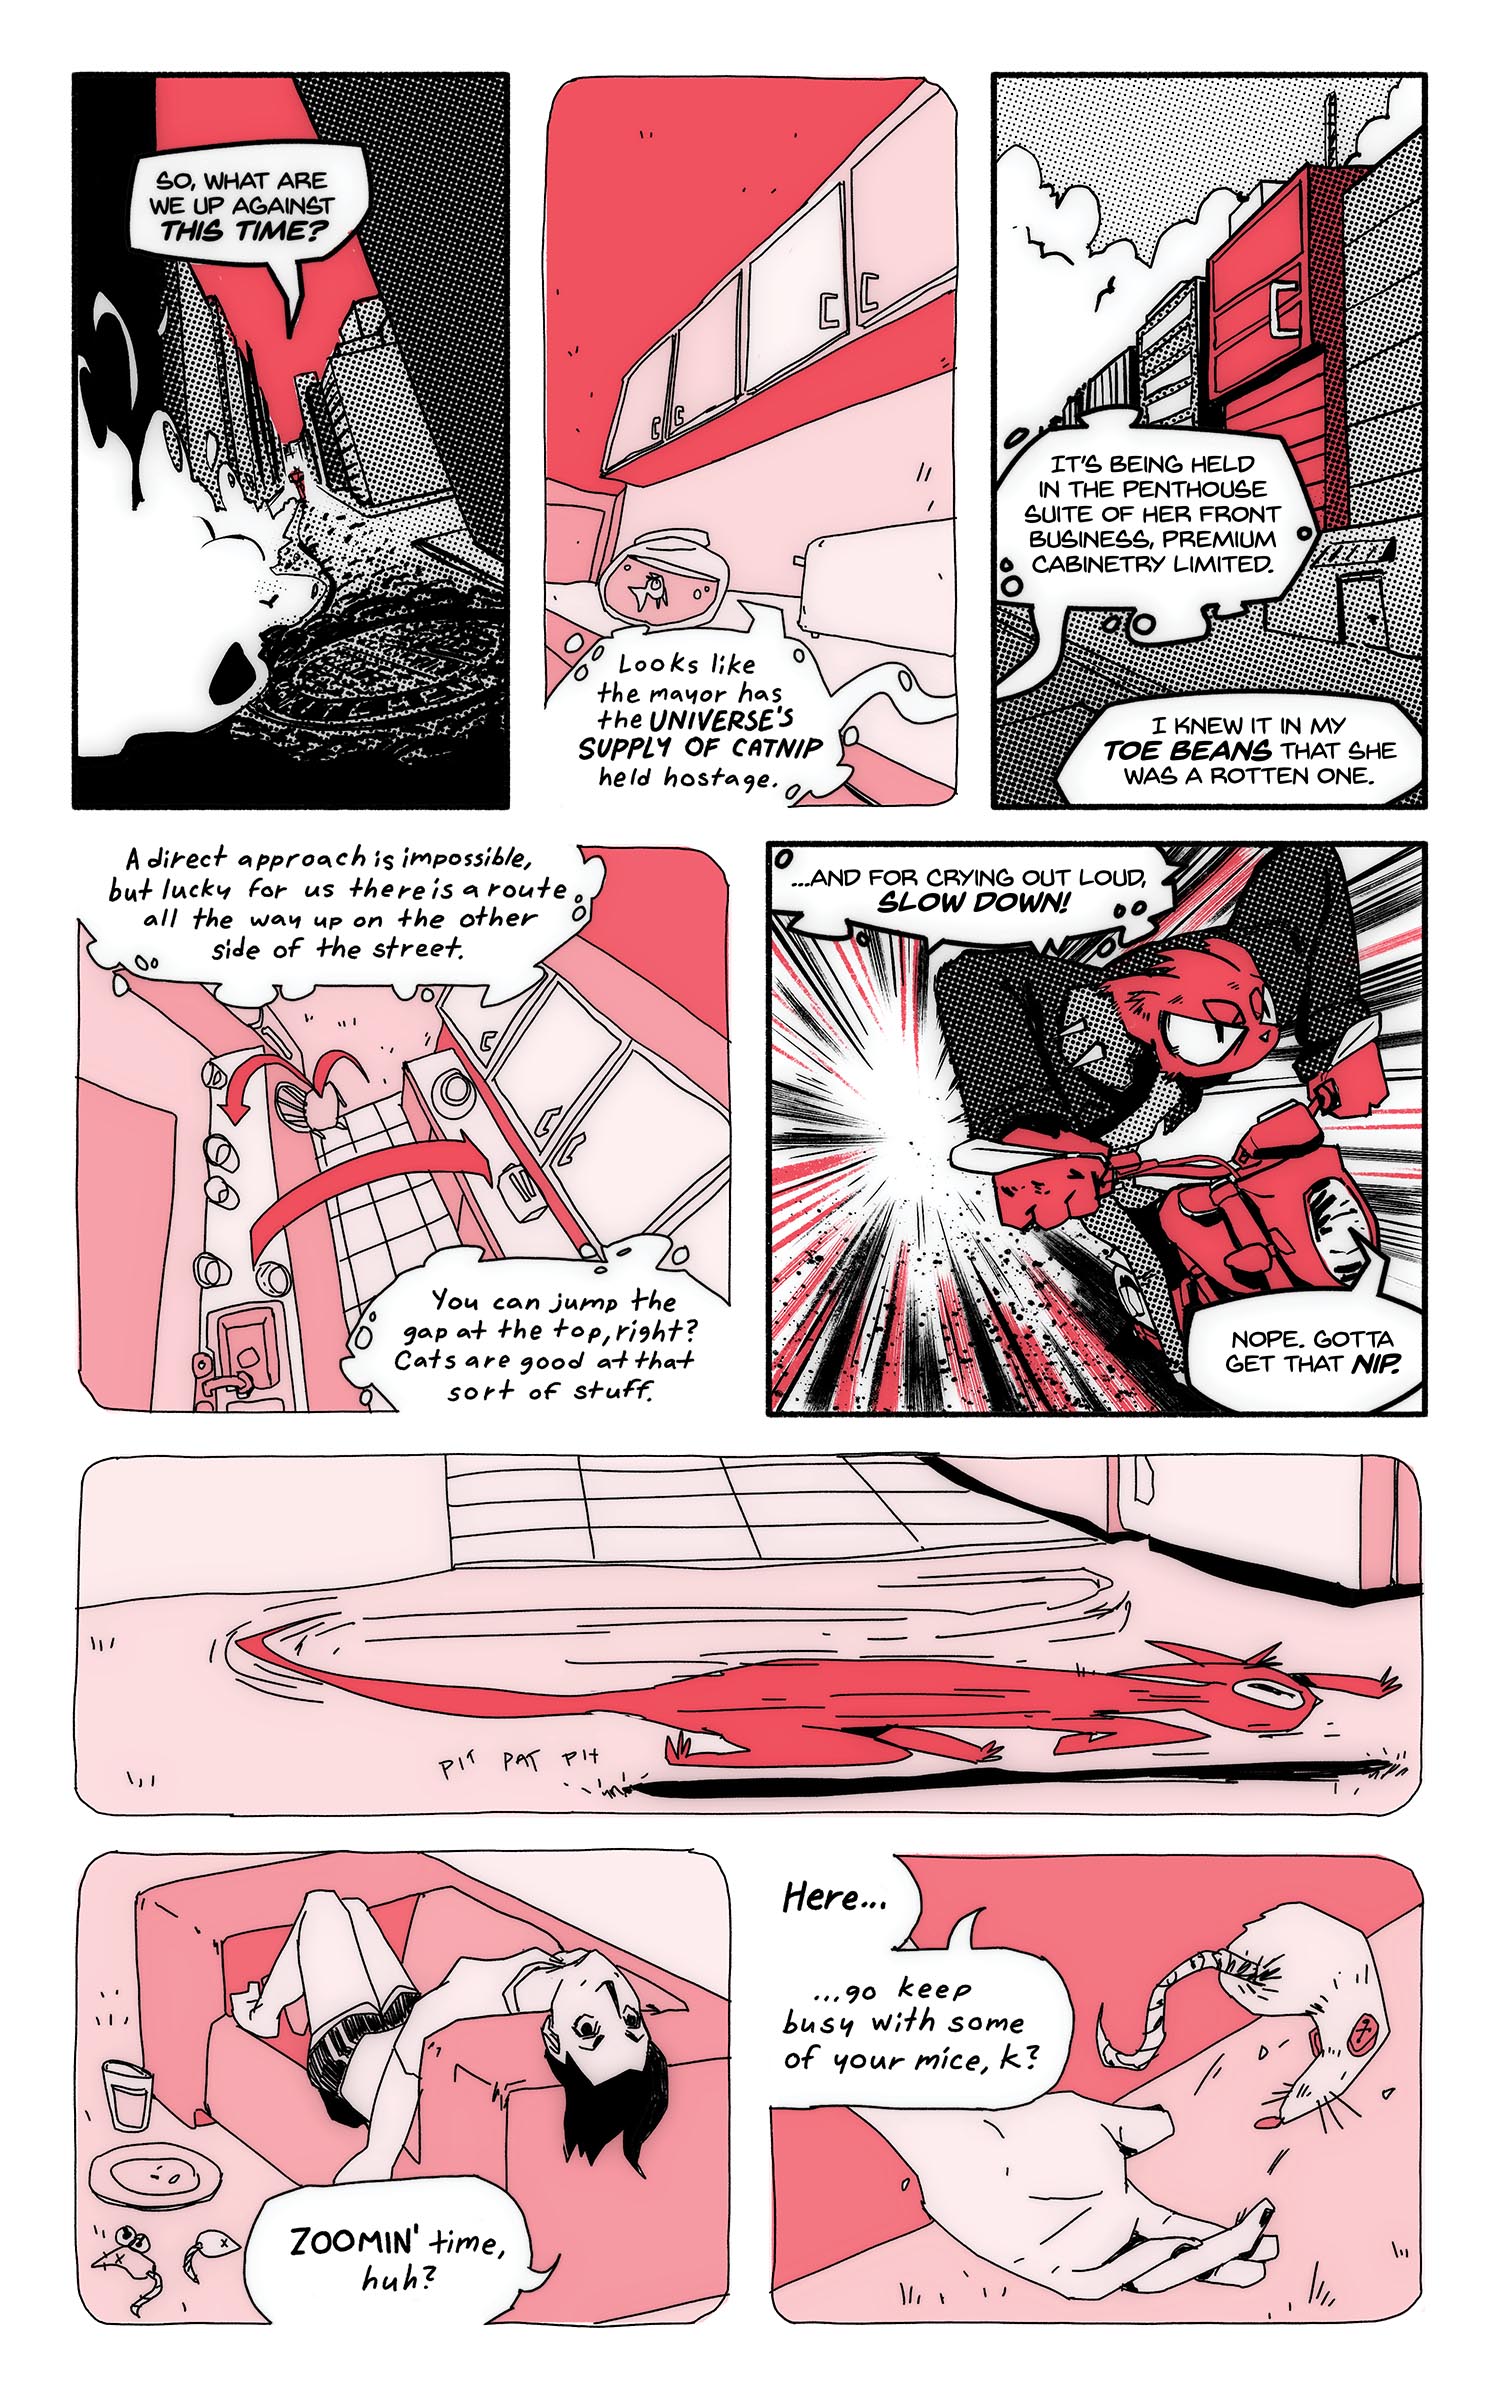 SO, WHAT ARE
WE UP AGAINST
THIS TIME?
Looks like
the mayor has
the UNIVERSE'S
SUPPLY OF CATNIP
held hostage.
IT'S BEING HELD
IN THE PENTHOUSE
SUITE OF HER FRONT
BUSINESS, PREMIUM
CABINETRY LIMITED.
I KNEW IT IN MY
TOE BEANS THAT SHE
WAS A ROTTEN ONE.
A direct approach is impossible,
but lucky for us there is a route
all the way up on the other
side of the street.
You can jump the
gap at the top, right?
Cats are good at that
sort of stuff.
...AND FOR CRYING OUT LOUD,
SLOW DOWN!
NOPE. GOTTA
GET THAT NIP.
PIT PAT PIT
ZOOMIN' time,
huh?
Here...
...go keep
busy with some
of your mice, k?